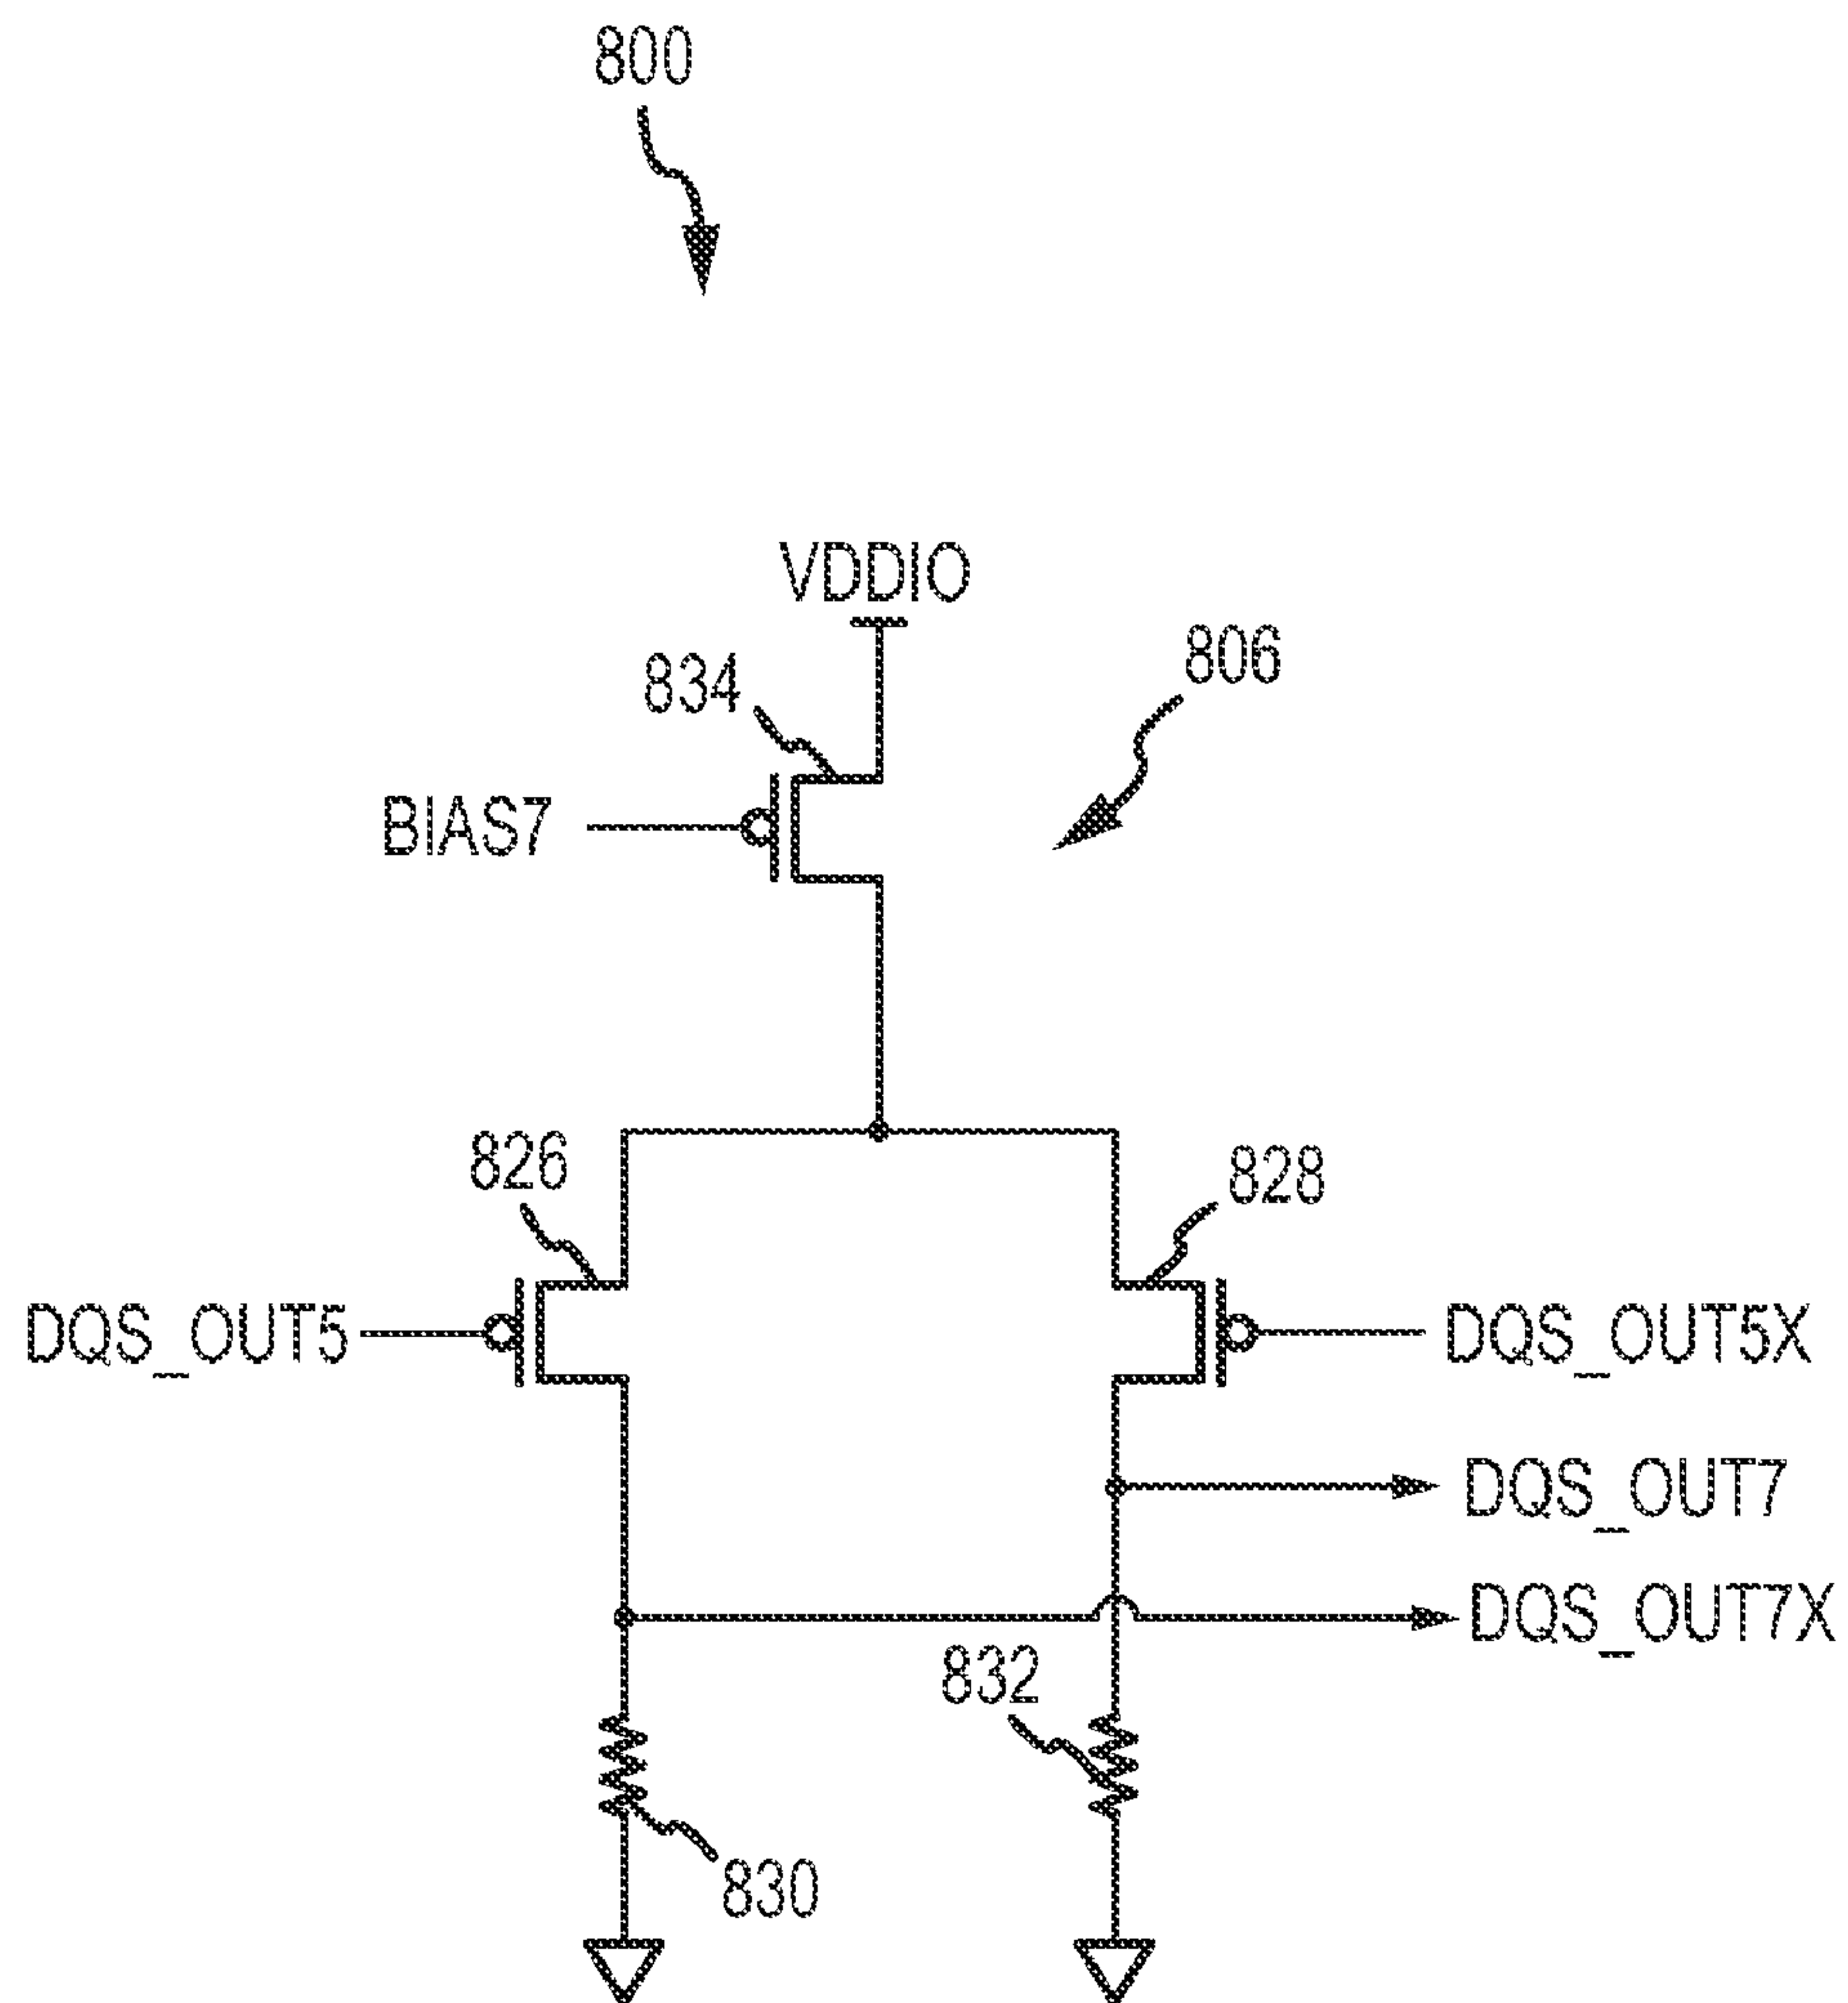 800
VDDIO
806
834
BIAS7
826
828
DQS_OUT5
DQS_OUT5X
DQS_OUT7
DQS_OUT7X
832
830